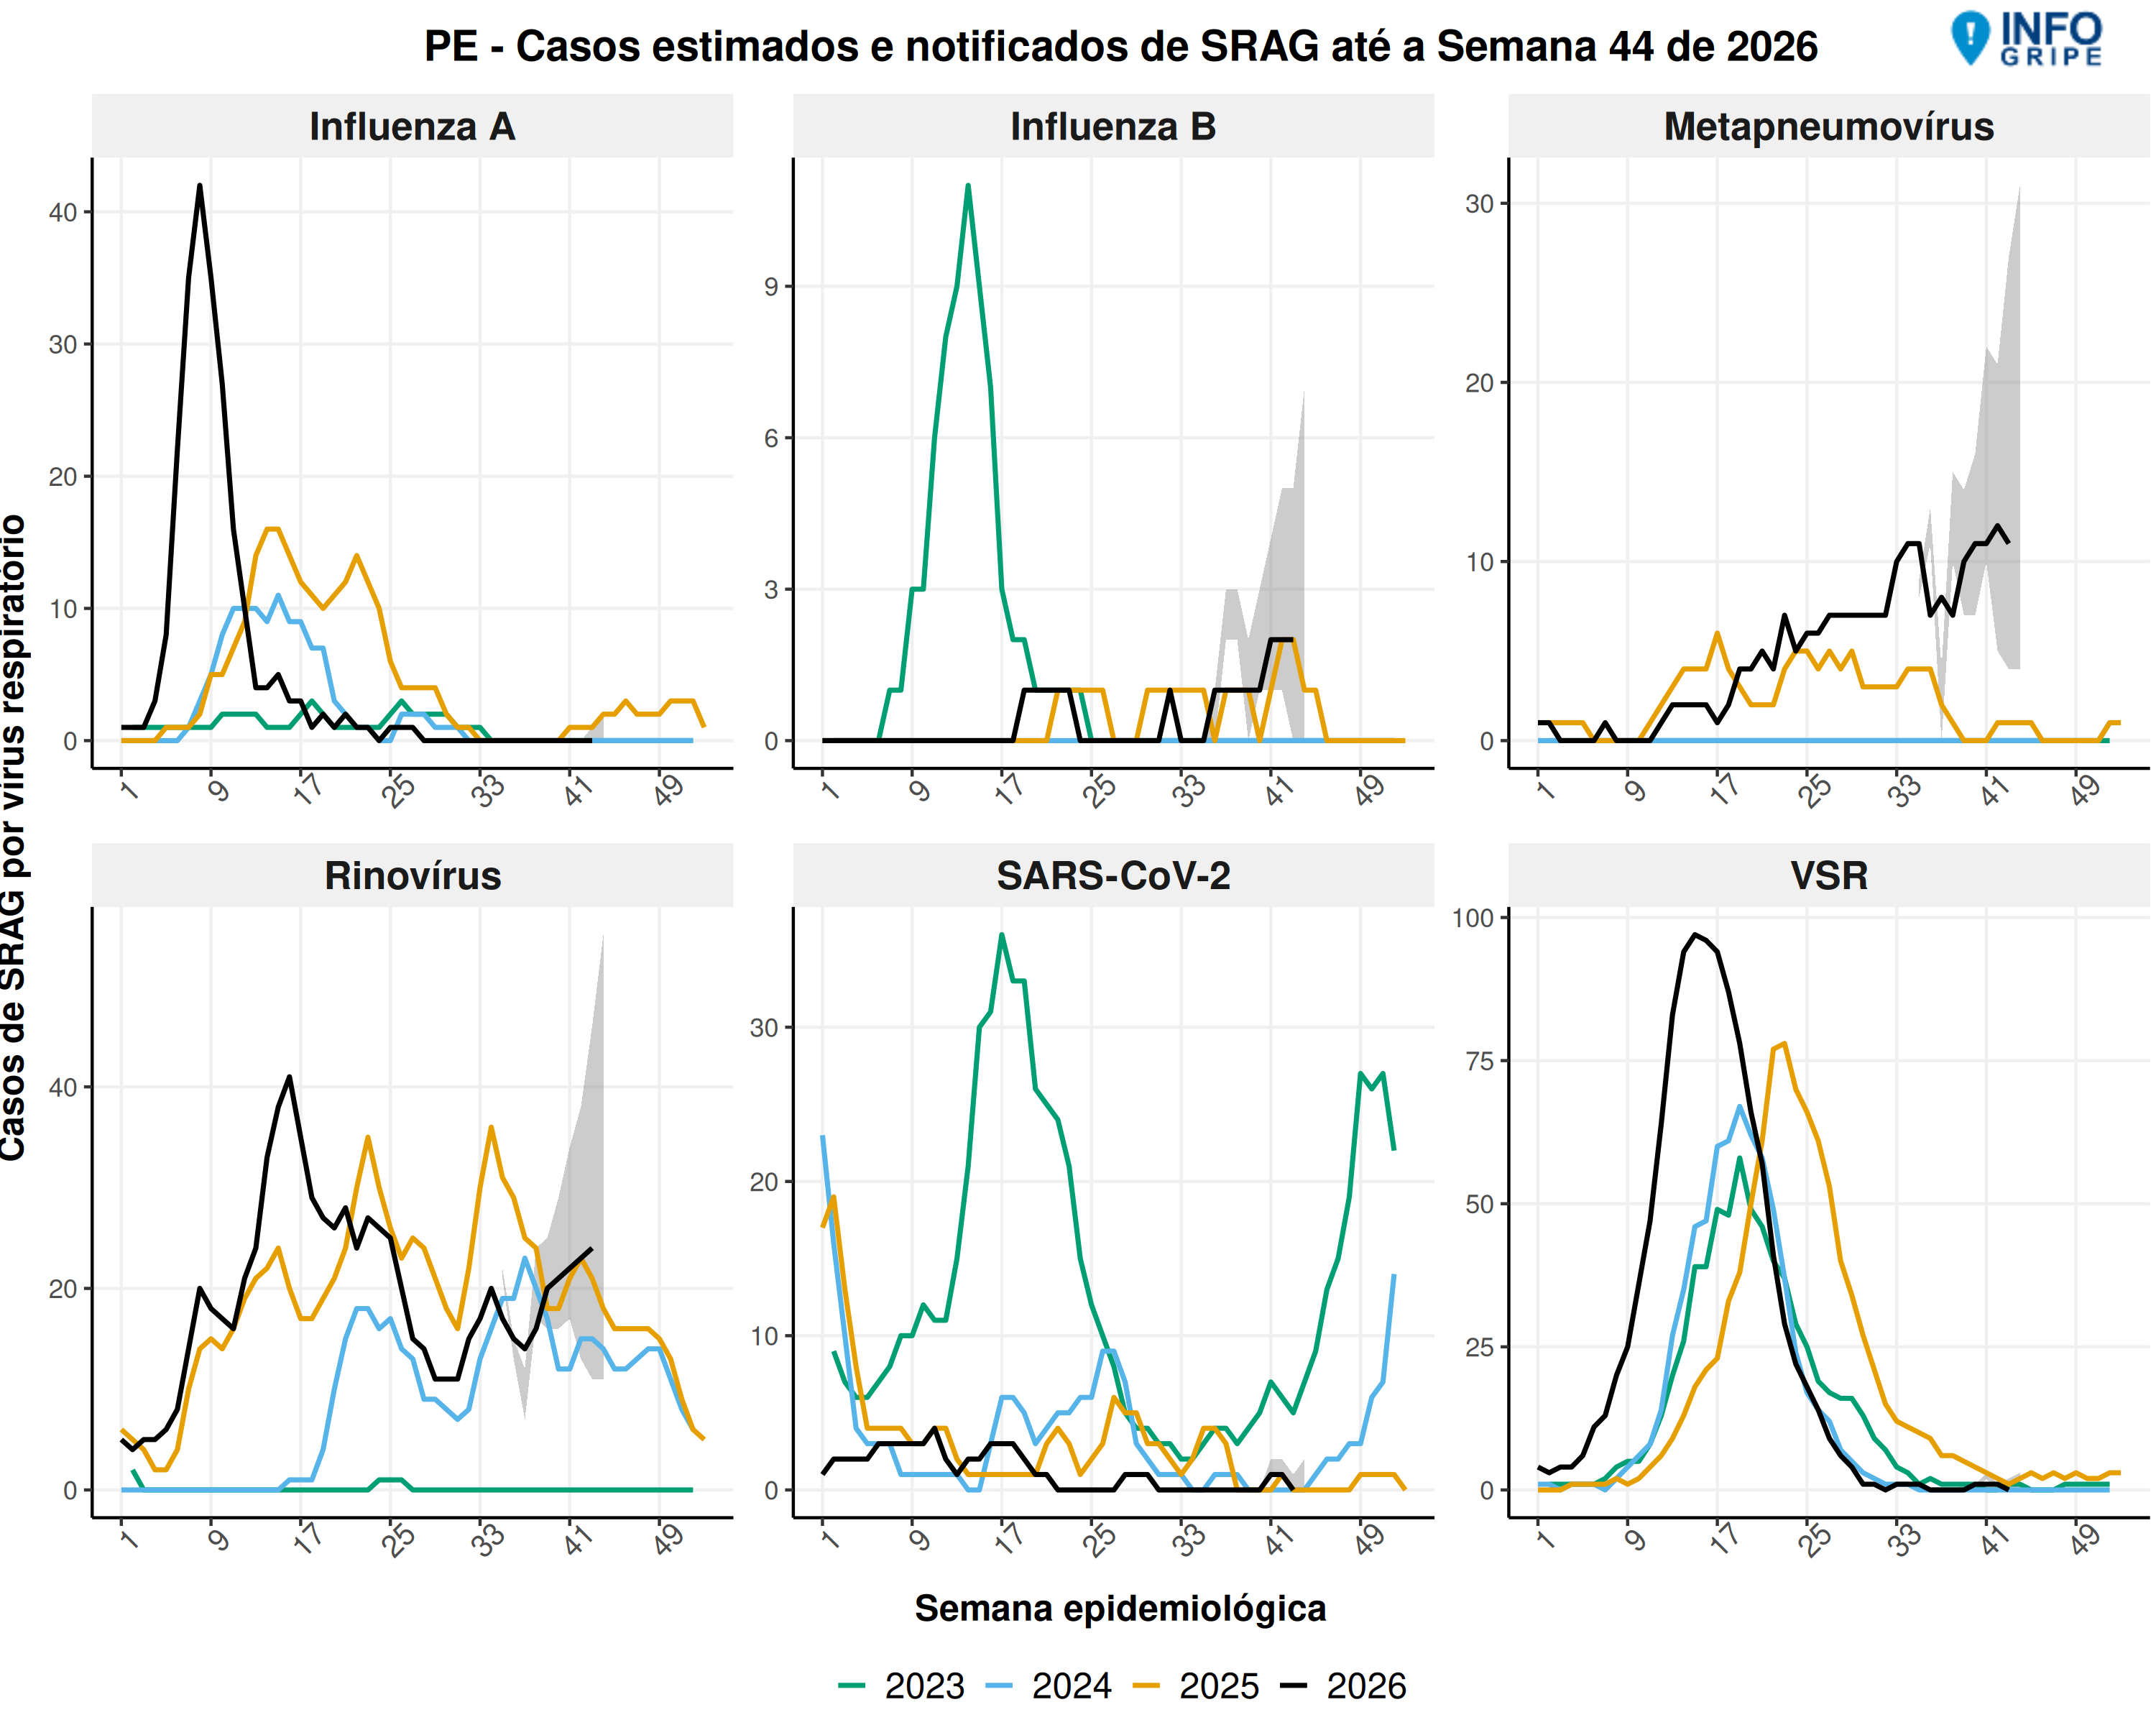 PE - Casos estimados e notificados de SRAG até a Semana 44 de 2026
INFO
GRIPE
Casos de SRAG por vírus respiratório
Influenza A
40
30
20
10
0
1 9 17 25 33 41 49
Influenza B
9
6
3
0
1 9 17 25 33 41 49
Metapneumovírus
30
20
10
0
1 9 17 25 33 41 49
Rinovírus
40
20
0
1 9 17 25 33 41 49
SARS-CoV-2
30
20
10
0
1 9 17 25 33 41 49
VSR
100
75
50
25
0
1 9 17 25 33 41 49
Semana epidemiológica
2023 2024 2025 2026